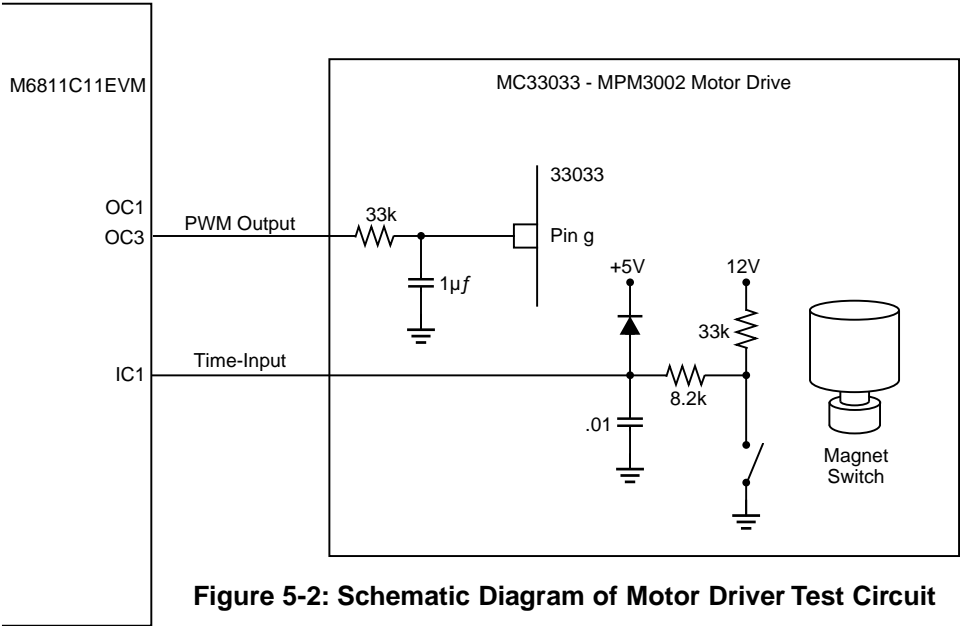 M6811C11EVM
MC33033 - MPM3002 Motor Drive
33033
OC1
OC3
PWM Output
33k
Pin g
1µƒ
+5V
12V
33k
Time-Input
IC1
8.2k
.01
Magnet
Switch
Figure 5-2: Schematic Diagram of Motor Driver Test Circuit